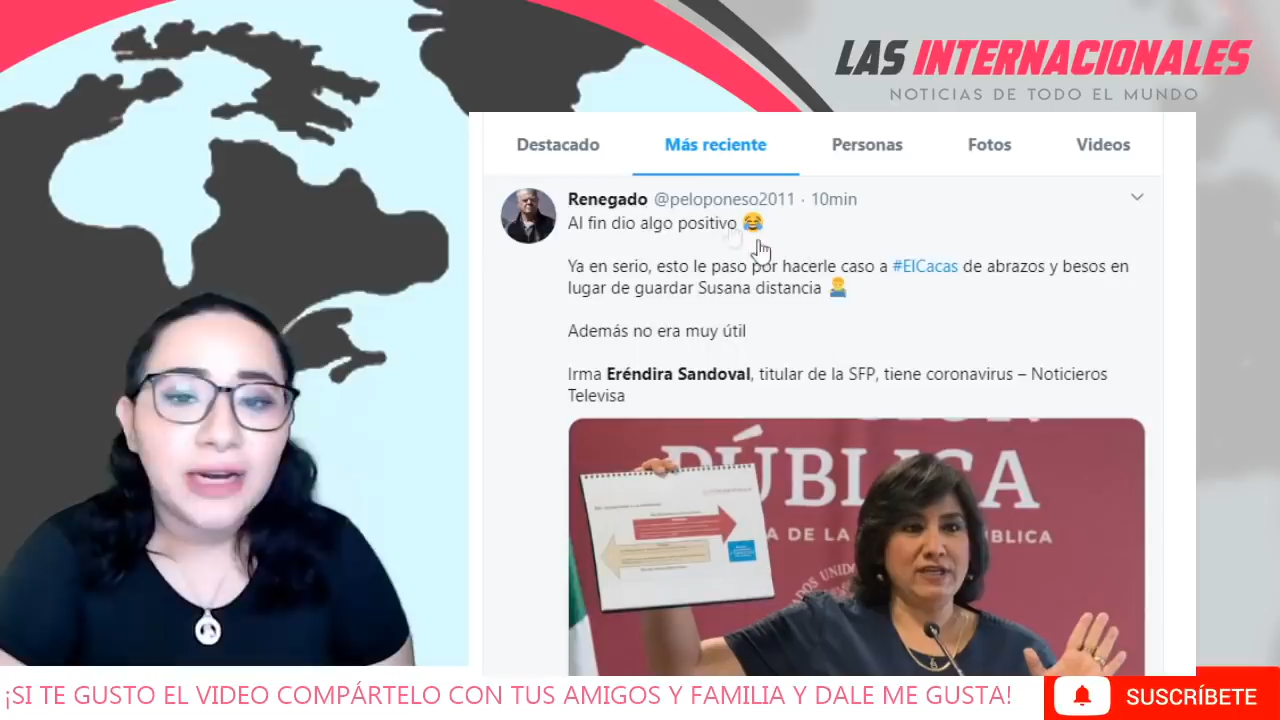 LAS INTERNACIONALES
NOTICIAS DE TODO EL MUNDO
Destacado Más reciente Personas Fotos Videos
Renegado @peloponeso2011 · 10min
Al fin dio algo positivo 😂
Ya en serio, esto le paso por hacerle caso a #ElCacas de abrazos y besos en
lugar de guardar Susana distancia 🤷‍♂️
Además no era muy útil
Irma Eréndira Sandoval, titular de la SFP, tiene coronavirus – Noticieros
Televisa
PÚBLICA
A DE LA
BLICA
UNIDO
¡SI TE GUSTO EL VIDEO COMPÁRTELO CON TUS AMIGOS Y FAMILIA Y DALE ME GUSTA!
SUSCRÍBETE